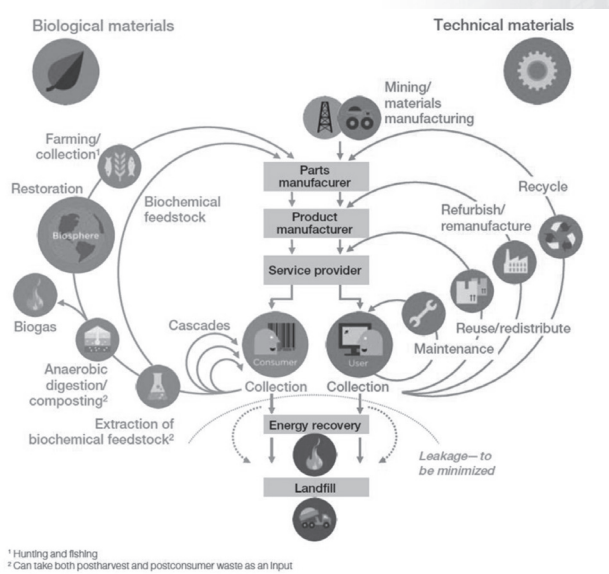 Biological materials
Technical materials
Mining/
materials
manufacturing
Farming/
collection¹
Restoration
Biosphere
Biochemical
feedstock
Parts
manufacurer
Product
manufacturer
Service provider
Recycle
Refurbish/
remanufacture
Reuse/redistribute
Maintenance
Biogas
Cascades
Consumer
User
Anaerobic
digestion/
composting²
Collection
Collection
Extraction of
biochemical feedstock²
Energy recovery
Leakage—to
be minimized
Landfill
¹ Hunting and fishing
² Can take both postharvest and postconsumer waste as an input